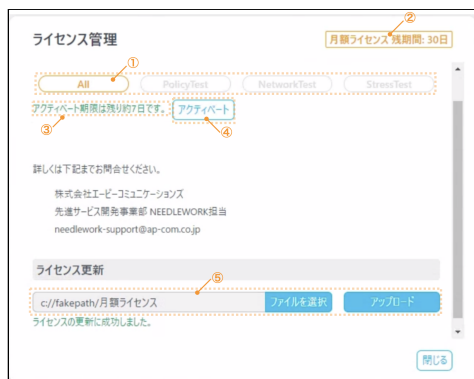 ②
ライセンス管理
月額ライセンス 残期間: 30日
①
All PolicyTest NetworkTest StressTest
アクティベート期限は残り約7日です。 アクティベート
③ ④
詳しくは下記までお問合せください。
株式会社エーピーコミュニケーションズ
先進サービス開発事業部 NEEDLEWORK担当
needlework-support@ap-com.co.jp
ライセンス更新
⑤
c://fakepath/月額ライセンス ファイルを選択 アップロード
ライセンスの更新に成功しました。
閉じる